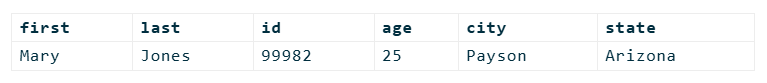 first last id age city state
Mary Jones 99982 25 Payson Arizona